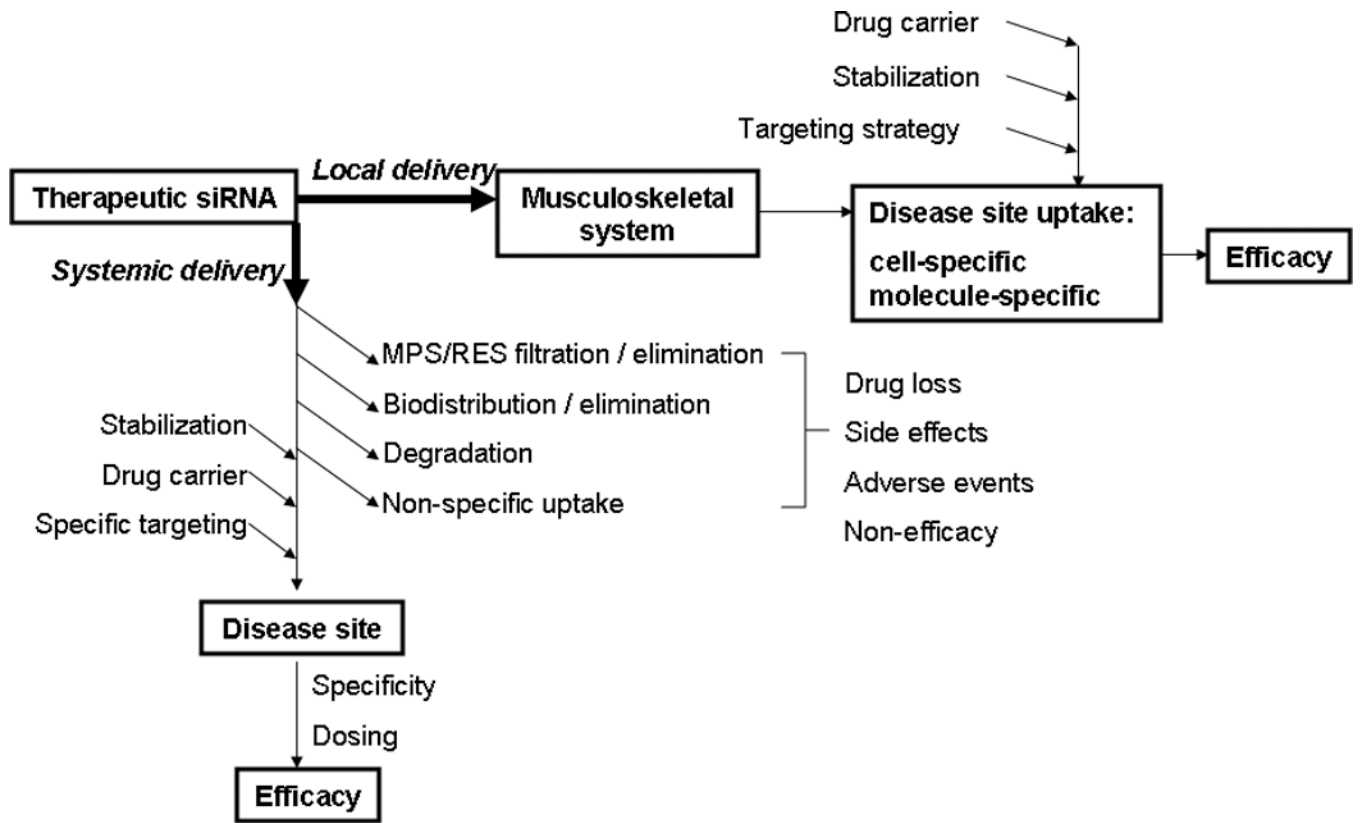 Drug carrier
Stabilization
Targeting strategy
Therapeutic siRNA
Local delivery
Musculoskeletal
system
Disease site uptake:
cell-specific
molecule-specific
Efficacy
Systemic delivery
MPS/RES filtration / elimination
Biodistribution / elimination
Degradation
Non-specific uptake
Drug loss
Side effects
Adverse events
Non-efficacy
Stabilization
Drug carrier
Specific targeting
Disease site
Specificity
Dosing
Efficacy